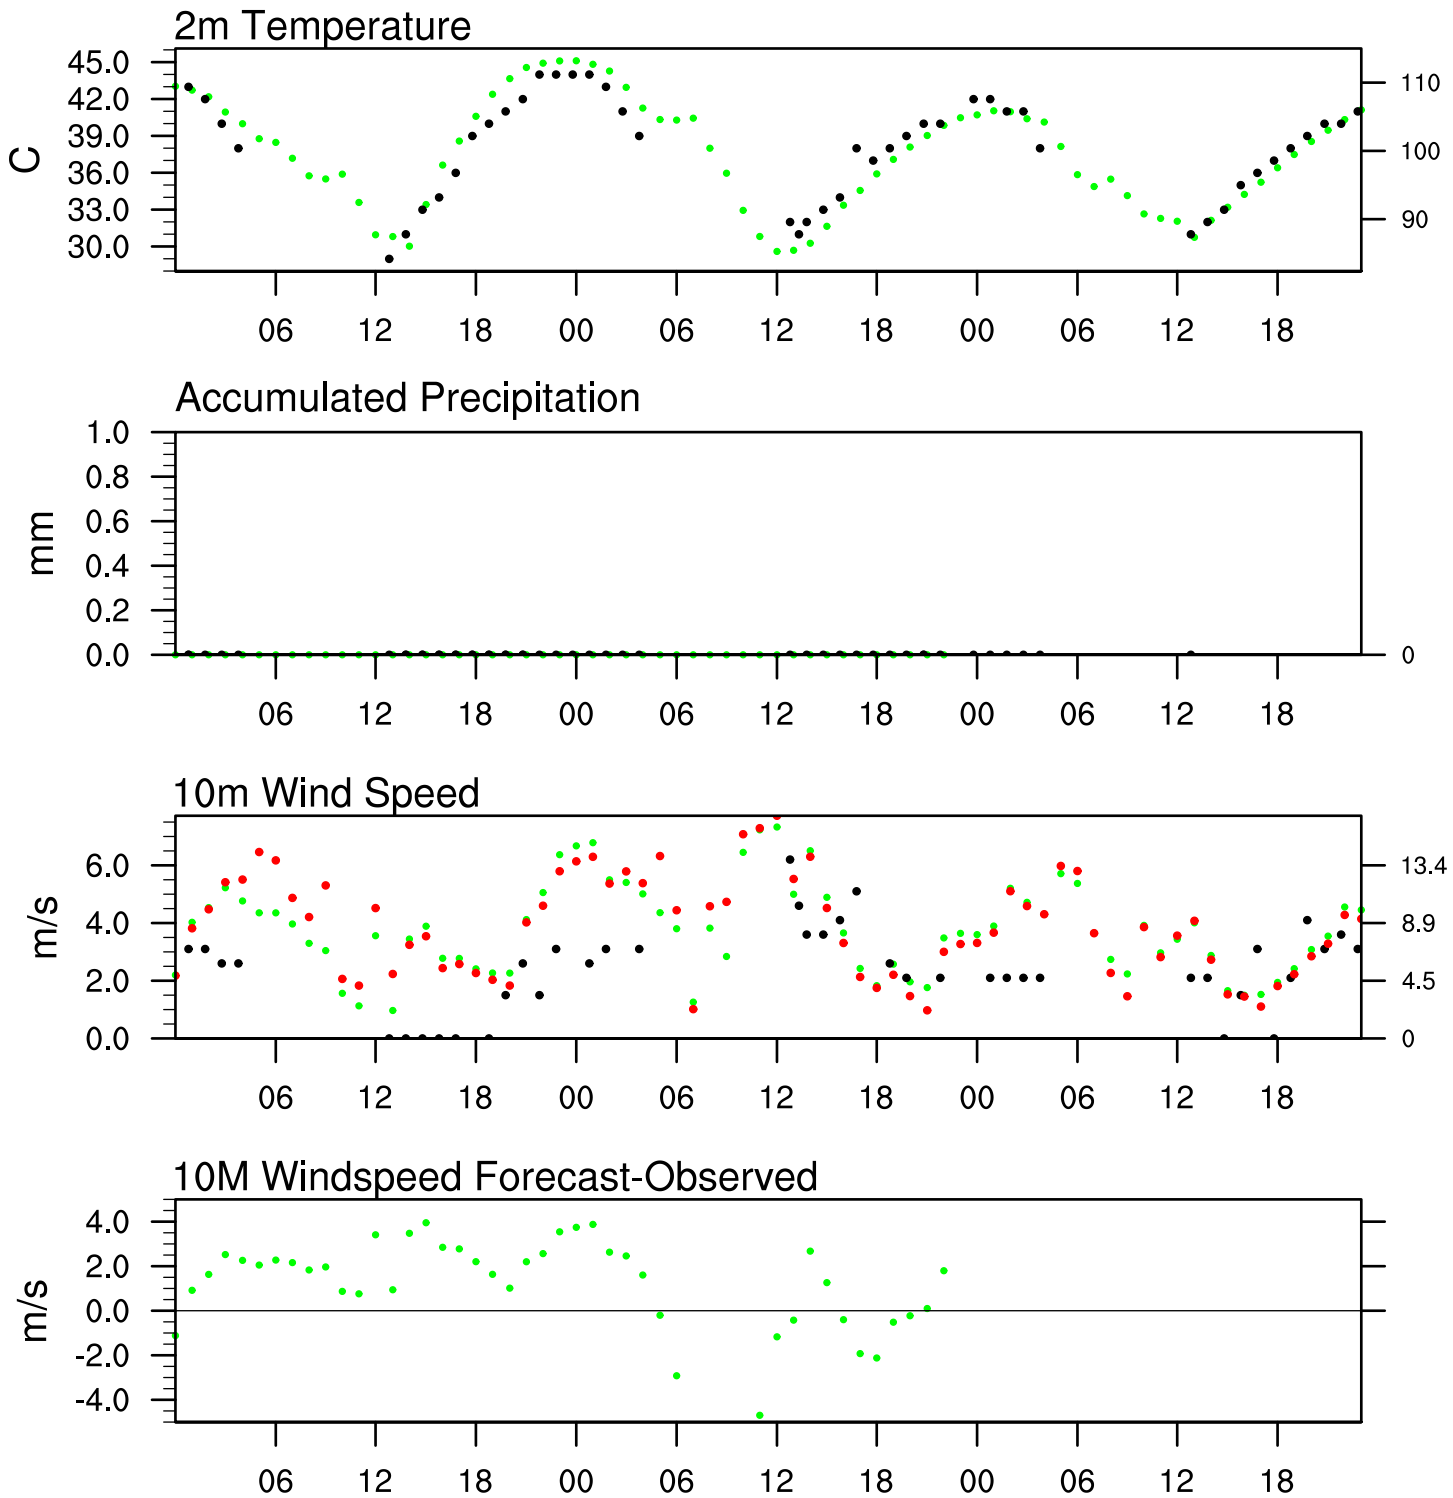 2m Temperature
45.0
42.0
39.0
36.0
33.0
30.0
C
110
100
90
06 12 18 00 06 12 18 00 06 12 18
Accumulated Precipitation
1.0
0.8
0.6
0.4
0.2
0.0
mm
0
06 12 18 00 06 12 18 00 06 12 18
10m Wind Speed
6.0
4.0
2.0
0.0
m/s
13.4
8.9
4.5
0
06 12 18 00 06 12 18 00 06 12 18
10M Windspeed Forecast-Observed
4.0
2.0
0.0
-2.0
-4.0
m/s
06 12 18 00 06 12 18 00 06 12 18